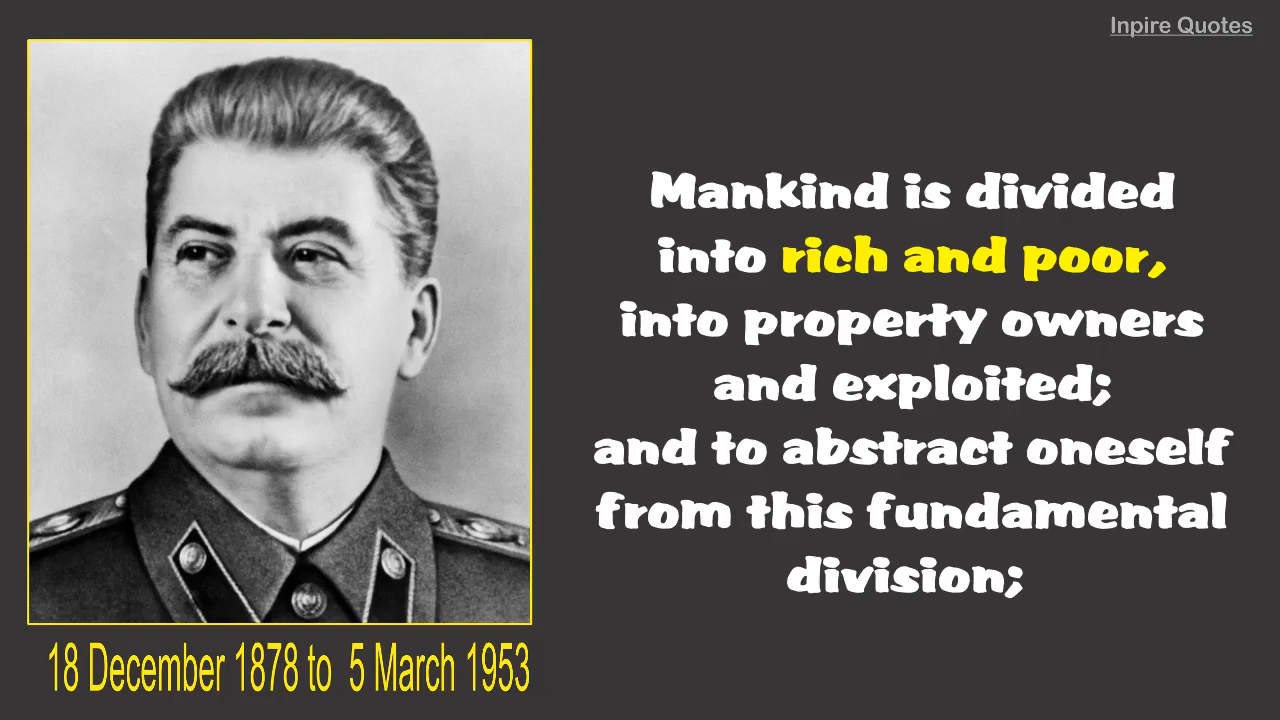 Inpire Quotes
Mankind is divided
into rich and poor,
into property owners
and exploited;
and to abstract oneself
from this fundamental
division;
18 December 1878 to 5 March 1953